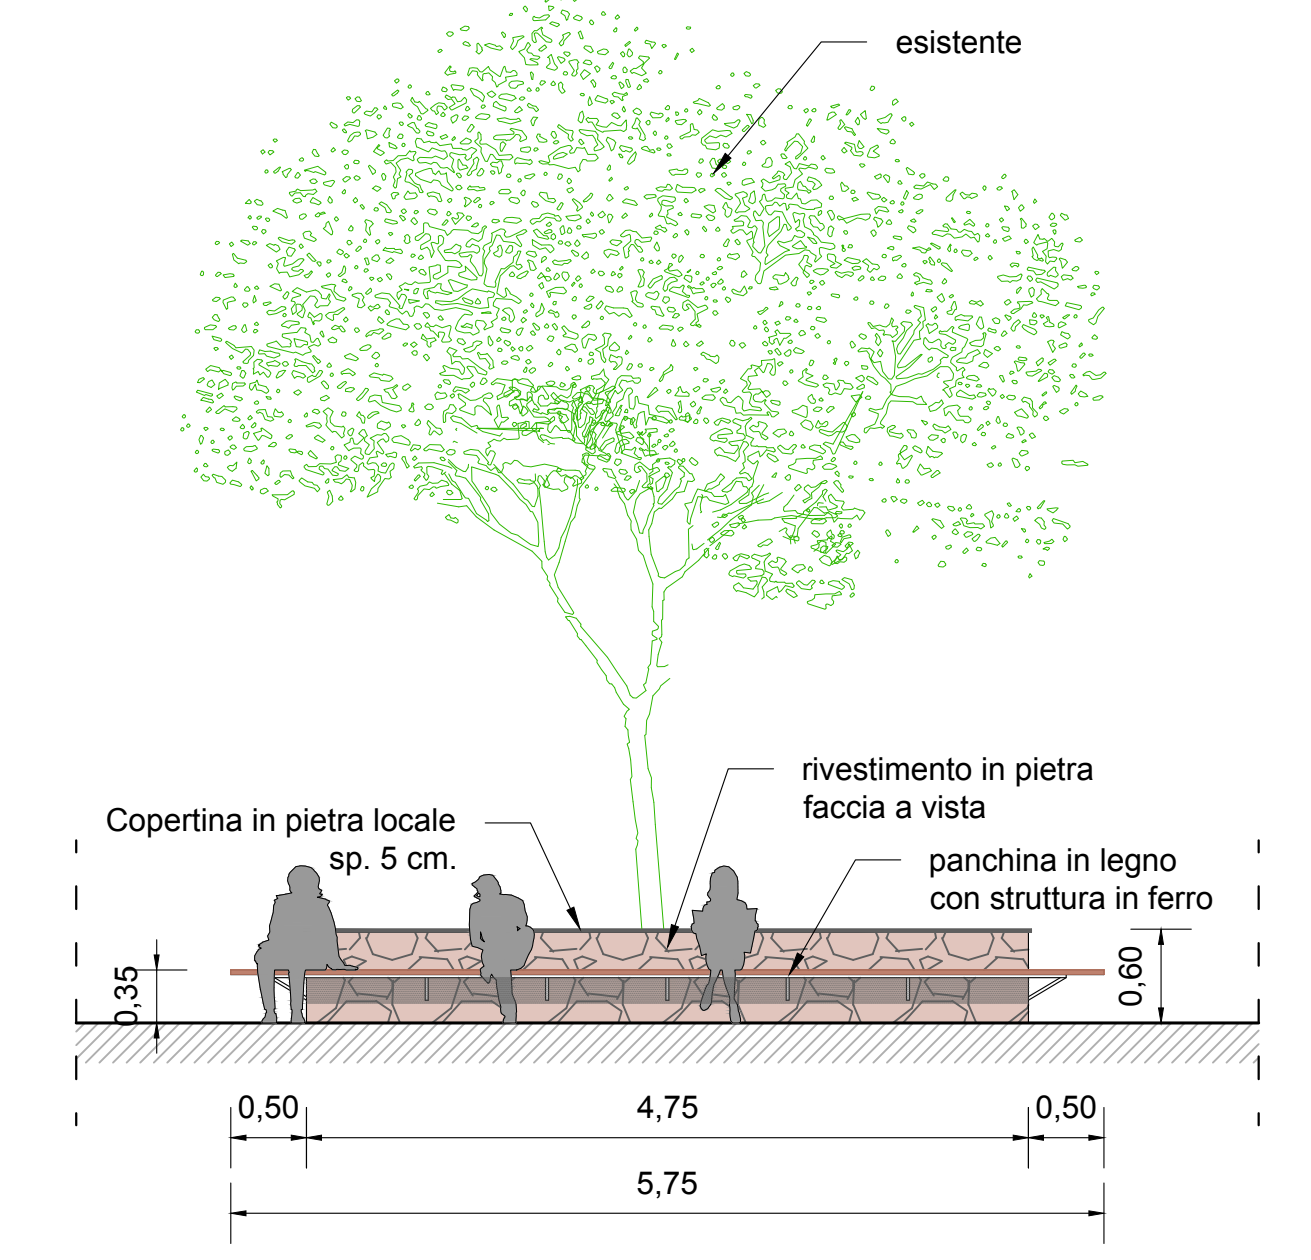 esistente
rivestimento in pietra
faccia a vista
Copertina in pietra locale
sp. 5 cm.
panchina in legno
con struttura in ferro
0,35
0,60
0,50
4,75
0,50
5,75